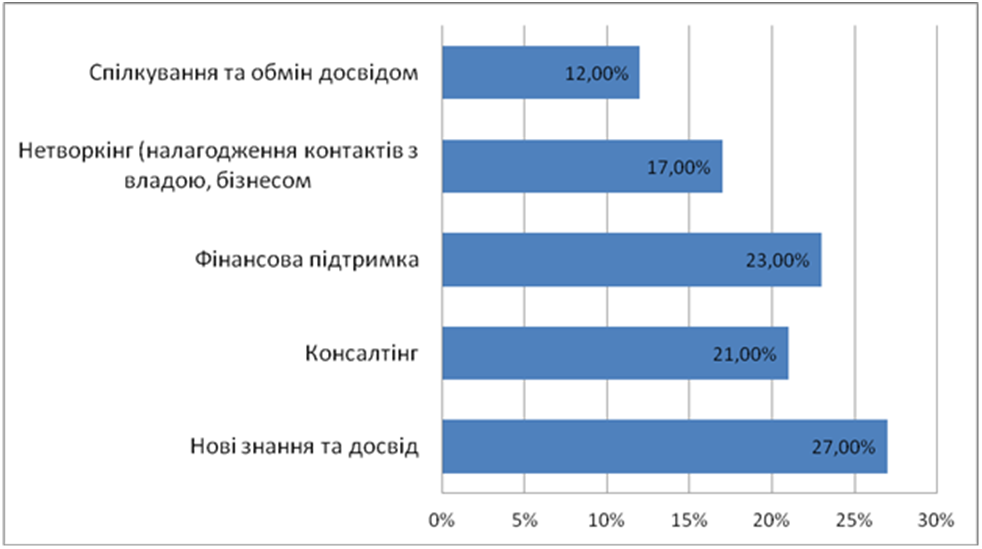 Спілкування та обмін досвідом
12,00%
Нетворкінг (налагодження контактів з
владою, бізнесом
17,00%
Фінансова підтримка
23,00%
Консалтінг
21,00%
Нові знання та досвід
27,00%
0% 5% 10% 15% 20% 25% 30%